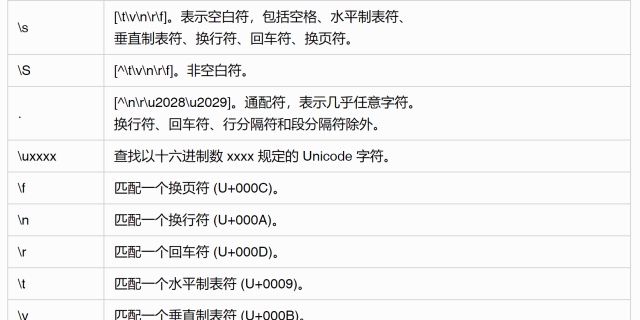 \s
[\t\v\n\r\f]。表示空白符，包括空格、水平制表符、
垂直制表符、换行符、回车符、换页符。
\S
[^\t\v\n\r\f]。非空白符。
.
[^\n\r\u2028\u2029]。通配符，表示几乎任意字符。
换行符、回车符、行分隔符和段分隔符除外。
\uxxxx
查找以十六进制数 xxxx 规定的 Unicode 字符。
\f
匹配一个换页符 (U+000C)。
\n
匹配一个换行符 (U+000A)。
\r
匹配一个回车符 (U+000D)。
\t
匹配一个水平制表符 (U+0009)。
\v
匹配一个垂直制表符 (U+000B)。